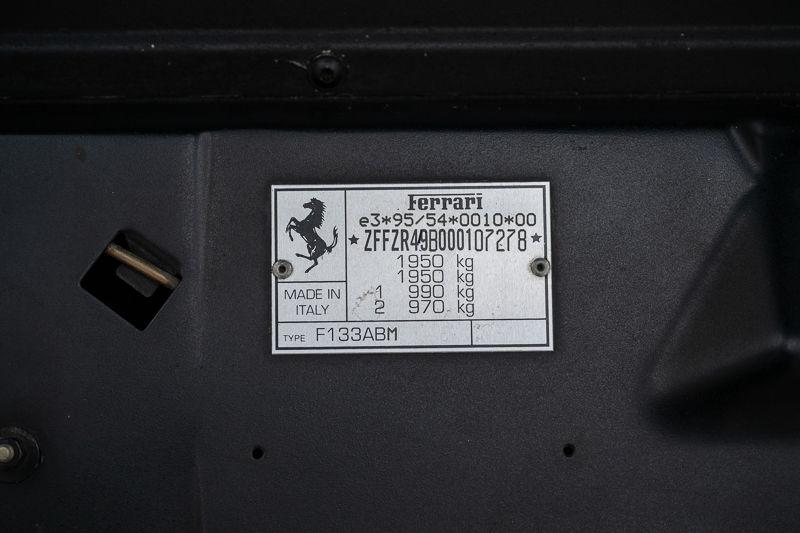 Ferrari
e3*95/54*0010*00
★ZFFZR49B000107278★
1950 kg
1950 kg
1 990 kg
2 970 kg
MADE IN
ITALY
TYPE F133ABM